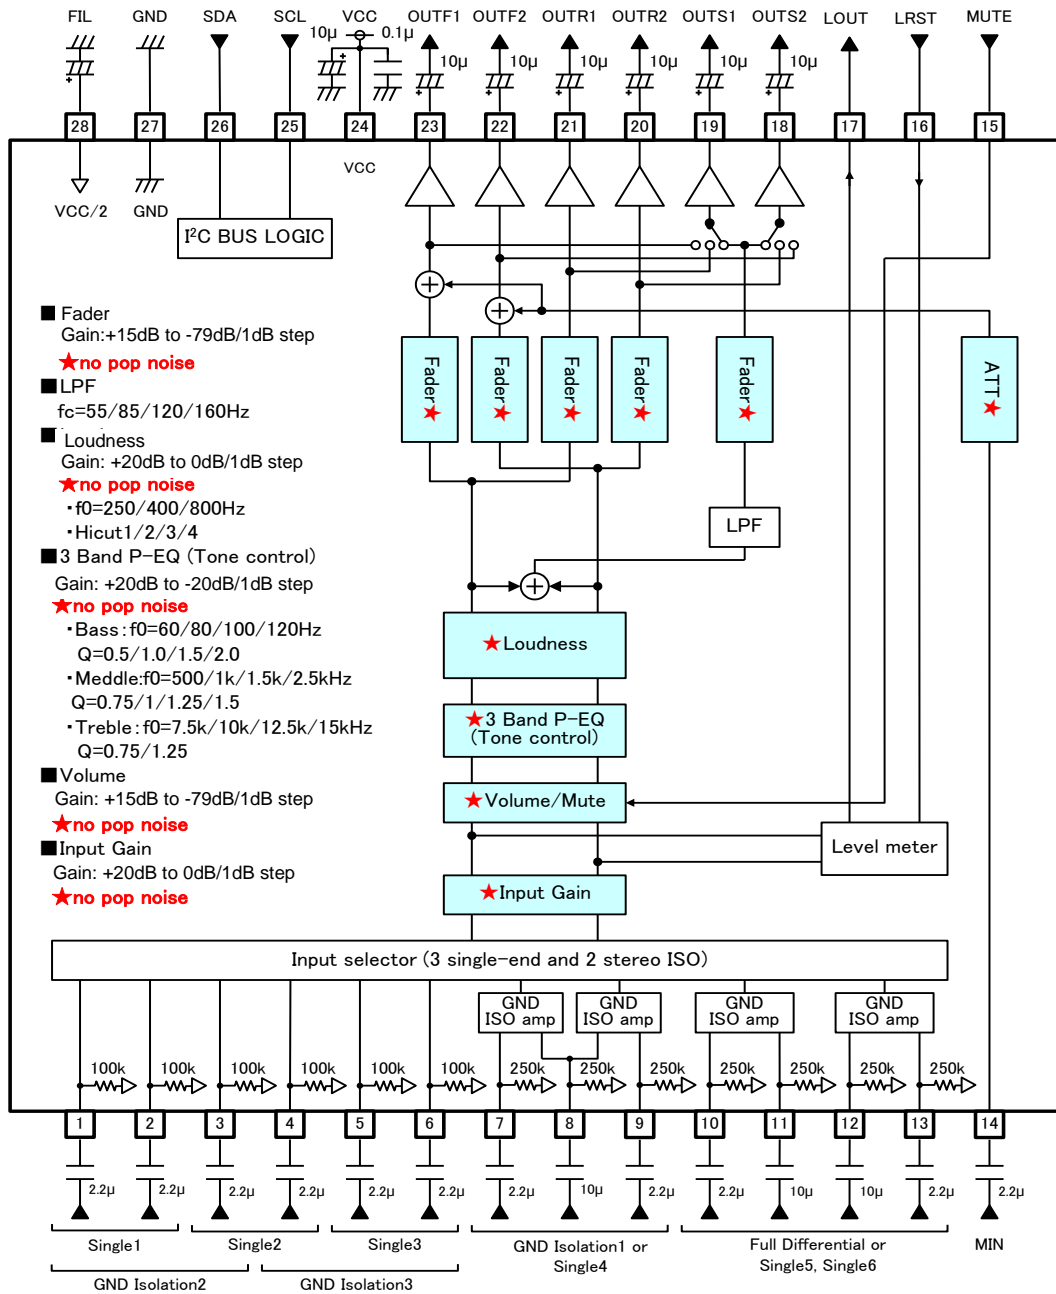 FIL GND SDA SCL VCC OUTF1 OUTF2 OUTR1 OUTR2 OUTS1 OUTS2 LOUT LRST MUTE
10μ 0.1μ 10μ 10μ 10μ 10μ 10μ 10μ
28 27 26 25 24 23 22 21 20 19 18 17 16 15
VCC
VCC/2 GND
I²C BUS LOGIC
■ Fader
Gain:+15dB to -79dB/1dB step
★no pop noise
■LPF
fc=55/85/120/160Hz
■ Loudness
Gain: +20dB to 0dB/1dB step
★no pop noise
・f0=250/400/800Hz
・Hicut1/2/3/4
■3 Band P-EQ (Tone control)
Gain: +20dB to -20dB/1dB step
★no pop noise
・Bass:f0=60/80/100/120Hz
Q=0.5/1.0/1.5/2.0
・Meddle:f0=500/1k/1.5k/2.5kHz
Q=0.75/1/1.25/1.5
・Treble:f0=7.5k/10k/12.5k/15kHz
Q=0.75/1.25
■Volume
Gain: +15dB to -79dB/1dB step
★no pop noise
■Input Gain
Gain: +20dB to 0dB/1dB step
★no pop noise
Fader★ Fader★ Fader★ Fader★ Fader★ ATT★
LPF
★Loudness
★3 Band P-EQ
(Tone control)
★Volume/Mute
Level meter
★Input Gain
Input selector (3 single-end and 2 stereo ISO)
GND
ISO amp
GND
ISO amp
GND
ISO amp
GND
ISO amp
100k 100k 100k 100k 100k 100k 250k 250k 250k 250k 250k 250k 250k
1 2 3 4 5 6 7 8 9 10 11 12 13 14
2.2μ 2.2μ 2.2μ 2.2μ 2.2μ 2.2μ 2.2μ 10μ 2.2μ 2.2μ 10μ 10μ 2.2μ 2.2μ
Single1 Single2 Single3
GND Isolation1 or
Single4
Full Differential or
Single5, Single6
MIN
GND Isolation2 GND Isolation3